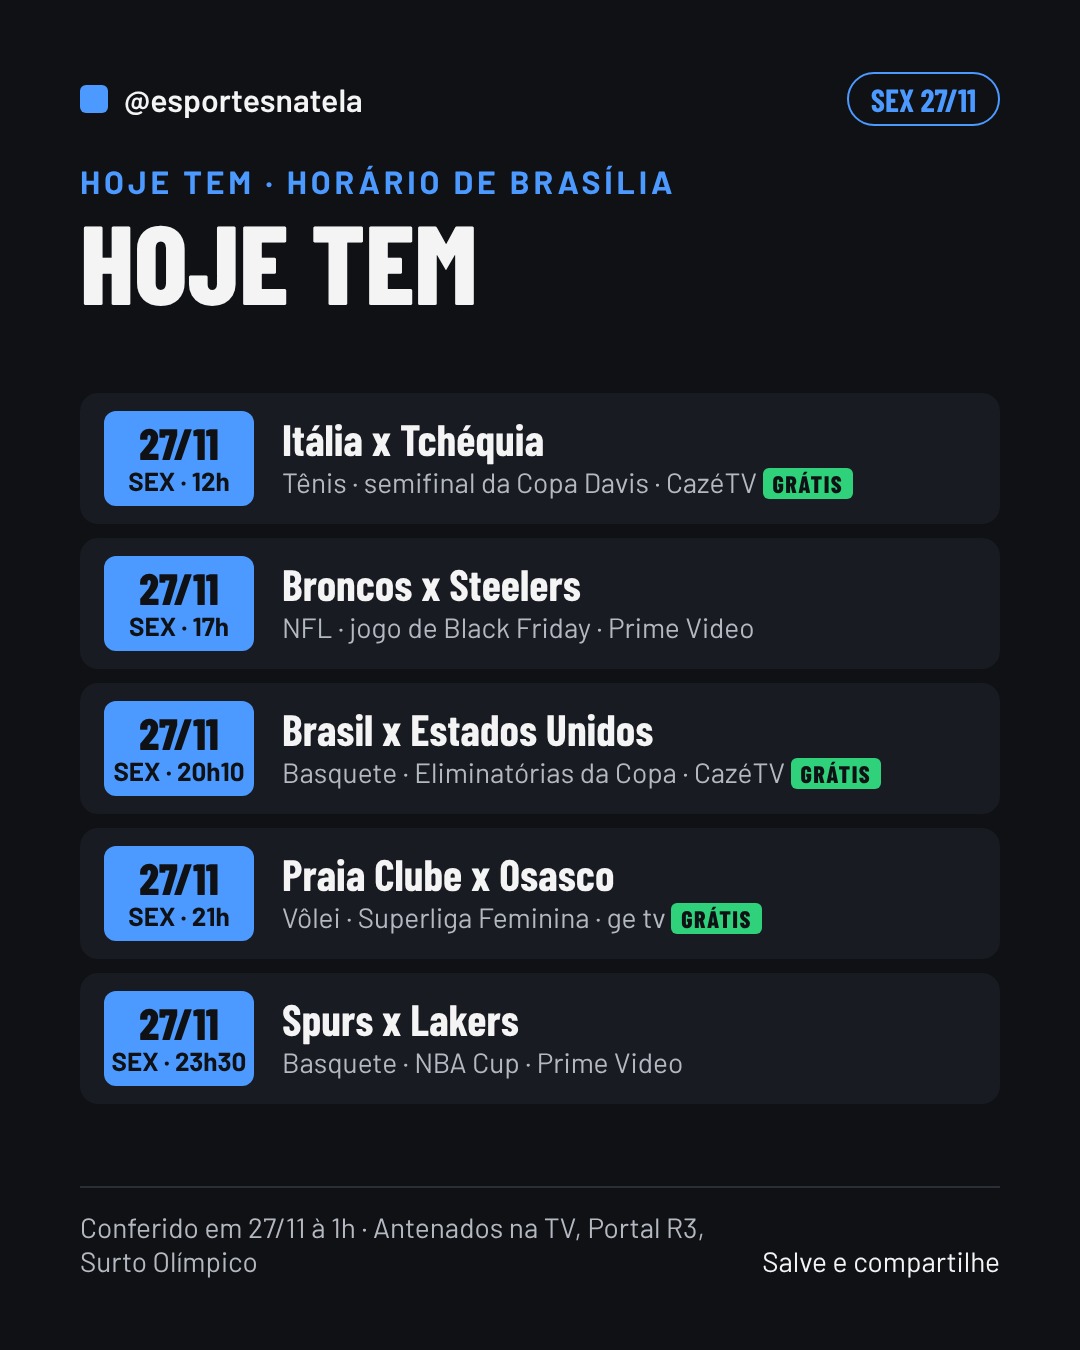 @esportesnatela
SEX 27/11
HOJE TEM · HORÁRIO DE BRASÍLIA
HOJE TEM
27/11
SEX · 12h
Itália x Tchéquia
Tênis · semifinal da Copa Davis · CazéTV GRÁTIS
27/11
SEX · 17h
Broncos x Steelers
NFL · jogo de Black Friday · Prime Video
27/11
SEX · 20h10
Brasil x Estados Unidos
Basquete · Eliminatórias da Copa · CazéTV GRÁTIS
27/11
SEX · 21h
Praia Clube x Osasco
Vôlei · Superliga Feminina · ge tv GRÁTIS
27/11
SEX · 23h30
Spurs x Lakers
Basquete · NBA Cup · Prime Video
Conferido em 27/11 à 1h · Antenados na TV, Portal R3,
Surto Olímpico
Salve e compartilhe